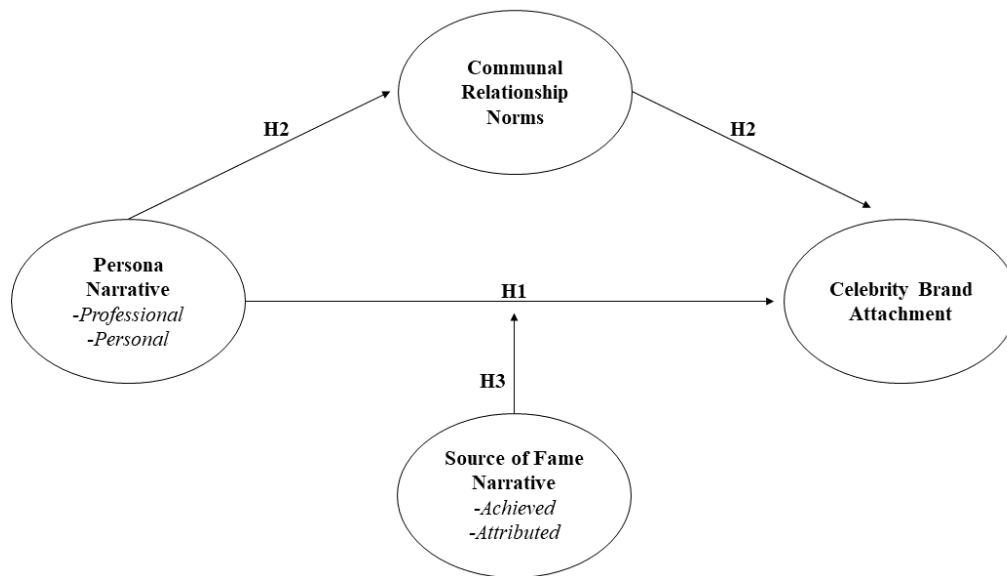 Communal
Relationship
Norms
H2
H2
Persona
Narrative
-Professional
-Personal
H1
Celebrity Brand
Attachment
H3
Source of Fame
Narrative
-Achieved
-Attributed